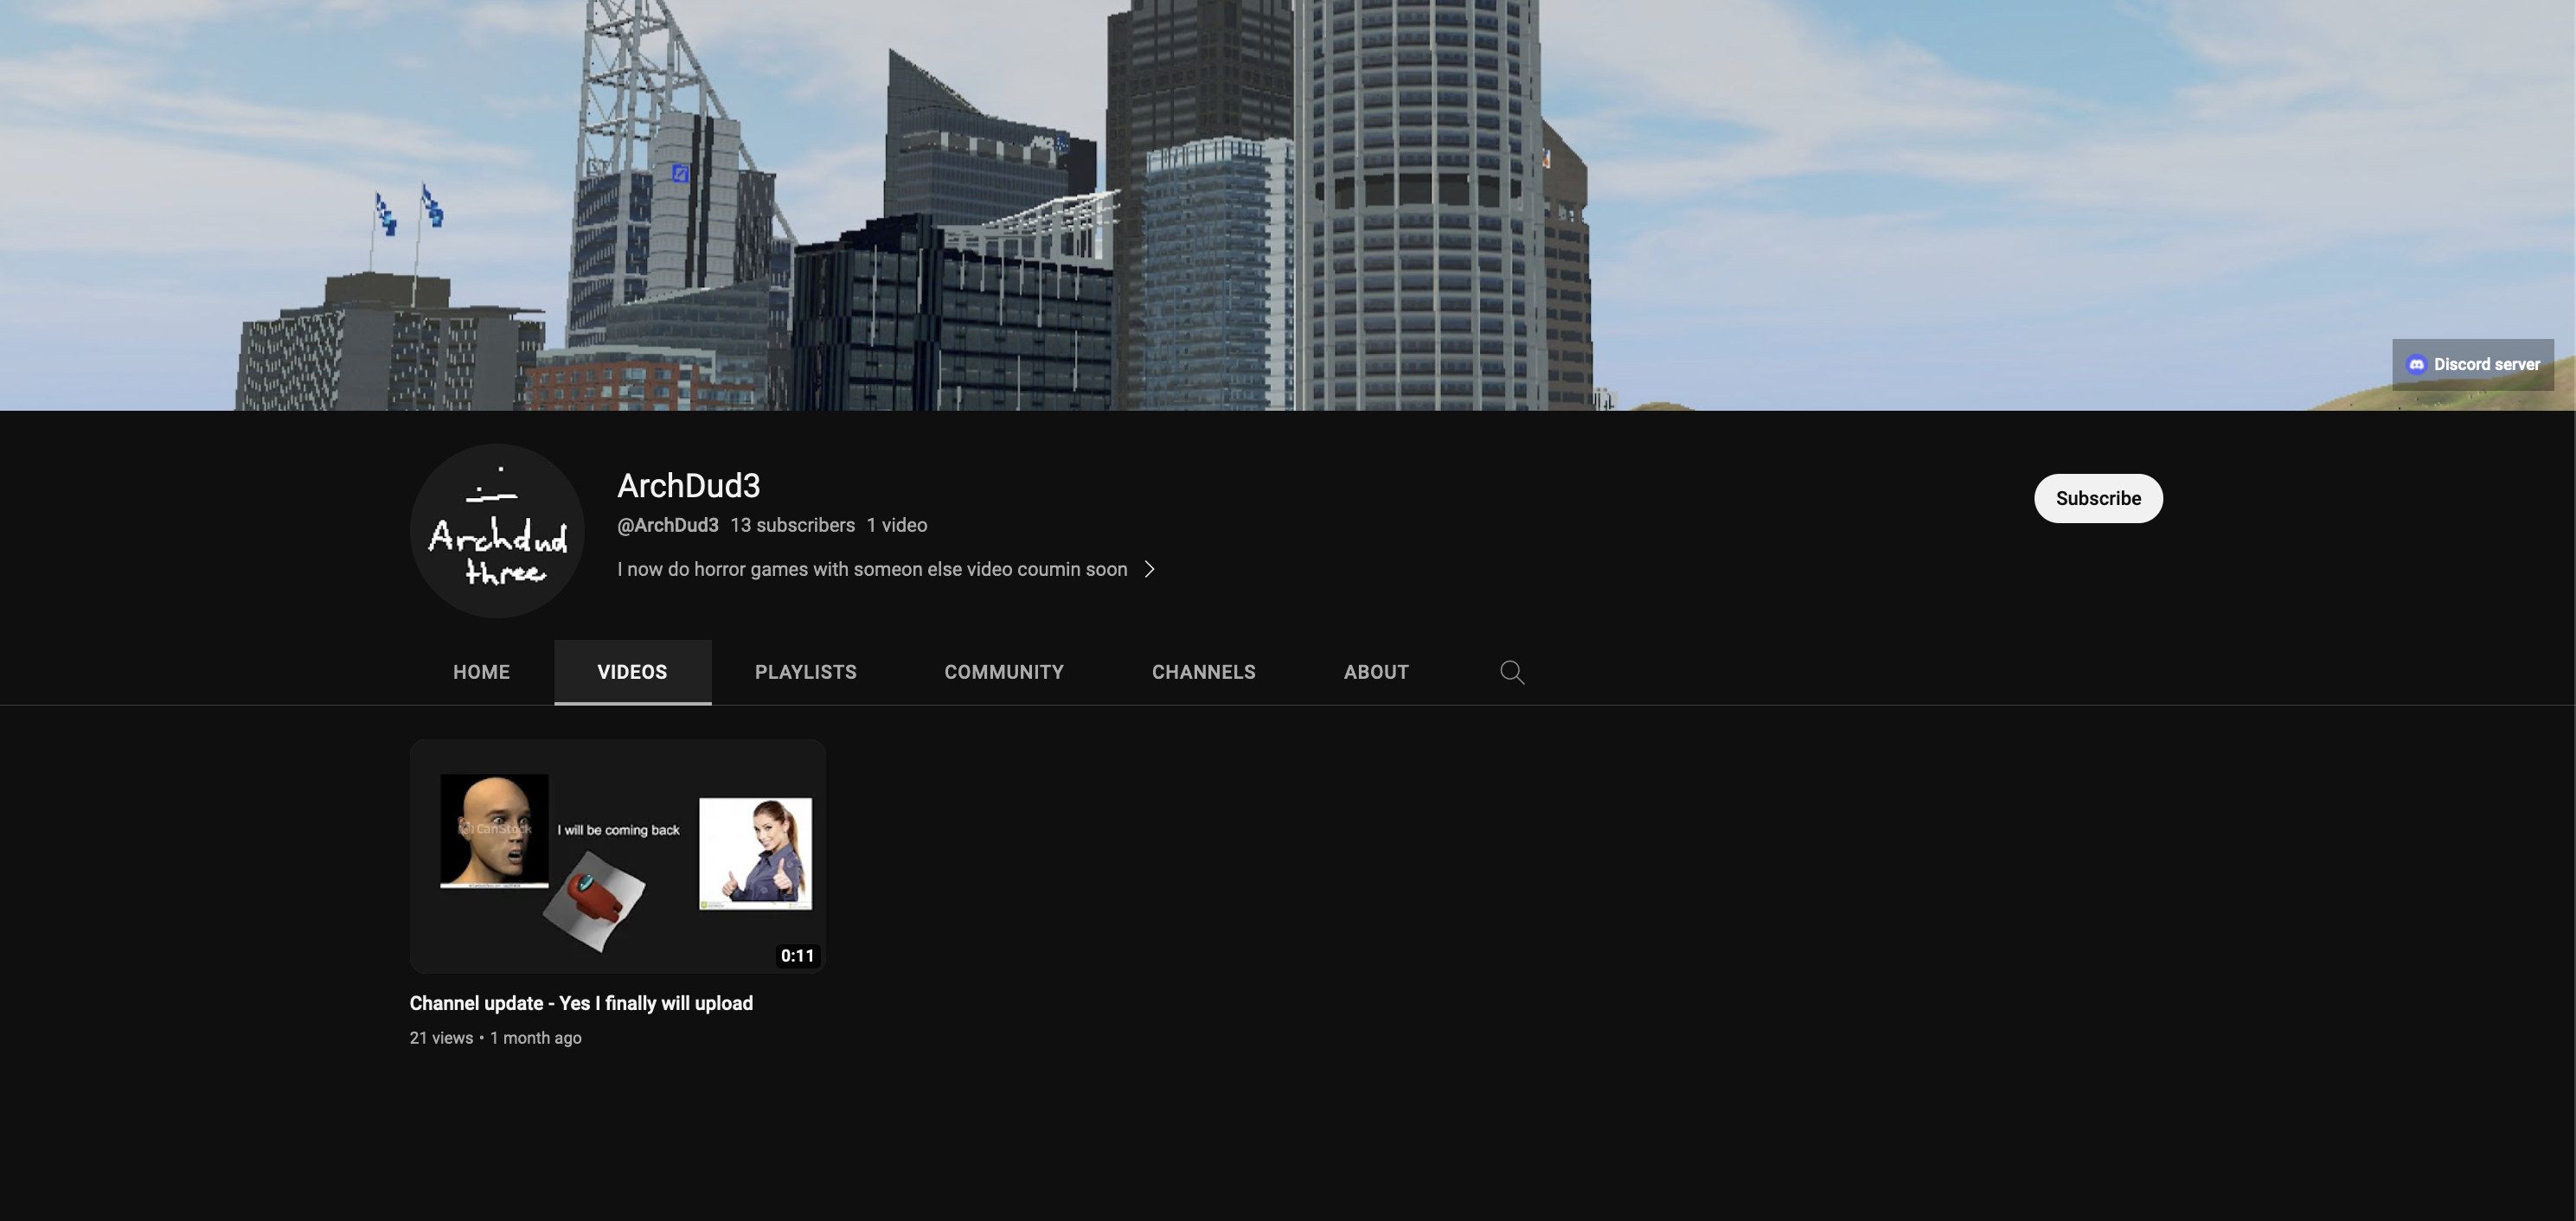 Discord server
Archdud
three
ArchDud3
@ArchDud3 13 subscribers 1 video
Subscribe
I now do horror games with someon else video coumin soon
HOME VIDEOS PLAYLISTS COMMUNITY CHANNELS ABOUT
CanStock
I will be coming back
0:11
Channel update - Yes I finally will upload
21 views • 1 month ago